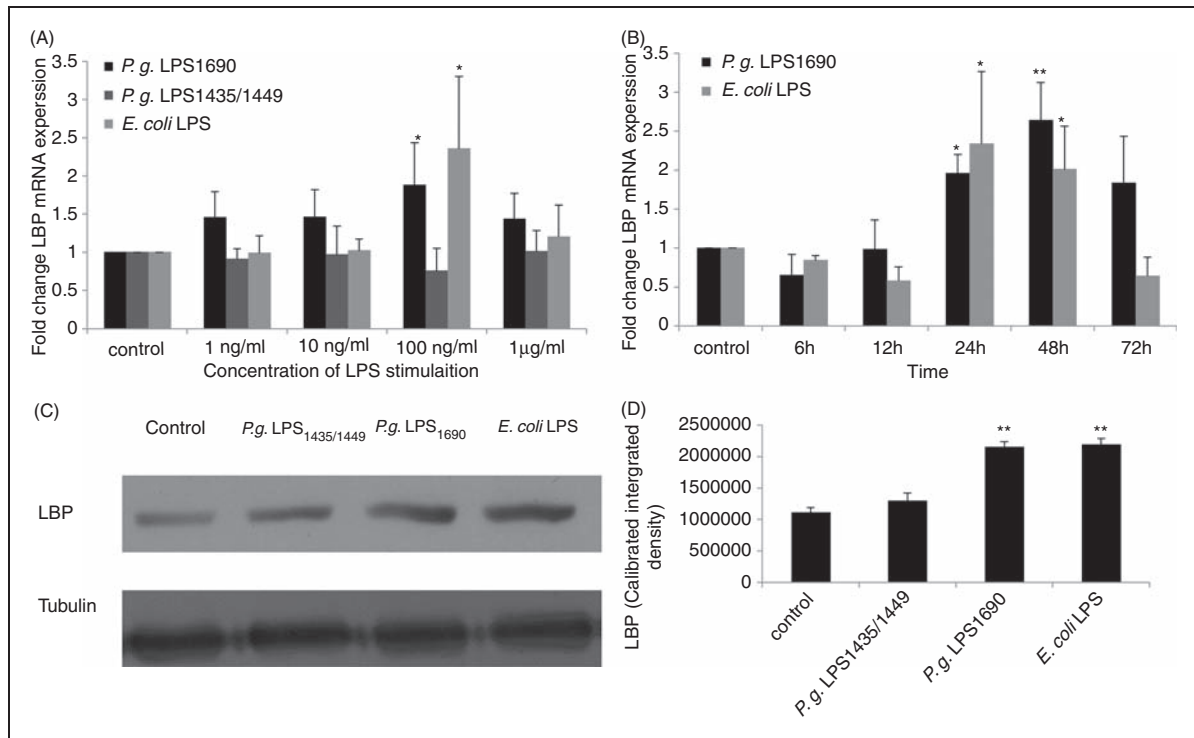 (A)
Fold change LBP mRNA experssion
3.5
3
2.5
2
1.5
1
0.5
0
P. g. LPS1690
P. g. LPS1435/1449
E. coli LPS
*
*
control
1 ng/ml
10 ng/ml
100 ng/ml
1μg/ml
Concentration of LPS stimulaition
(B)
Fold change LBP mRNA experssion
3.5
3
2.5
2
1.5
1
0.5
0
P. g. LPS1690
E. coli LPS
*
*
**
*
control
6h
12h
24h
48h
72h
Time
(C)
Control
P.g. LPS1435/1449
P.g. LPS1690
E. coli LPS
LBP
Tubulin
(D)
LBP (Calibrated intergrated
density)
2500000
2000000
1500000
1000000
500000
0
**
**
control
P. g. LPS1435/1449
P. g. LPS1690
E. coli LPS